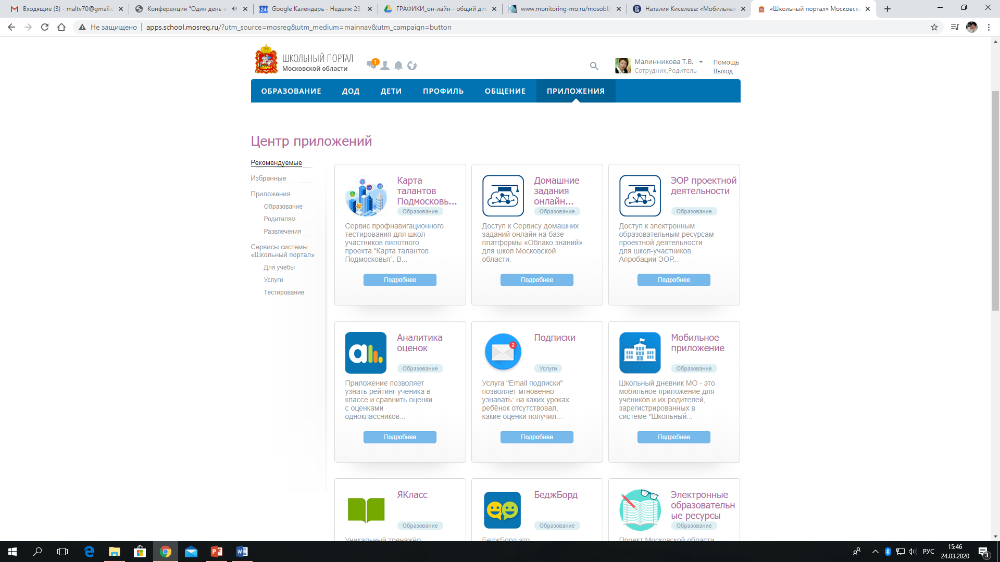 Входящие (3) - maltv70@gmail.c
Конференция "Один день и
Google Календарь - Неделя: 23
ГРАФИКИ_он-лайн - общий дис
www.monitoring-mo.ru/mosobl/
Наталия Киселева: «Мобильная
«Школьный портал» Московска
Не защищено
apps.school.mosreg.ru/?utm_source=mosreg&utm_medium=mainnav&utm_campaign=button
ШКОЛЬНЫЙ ПОРТАЛ
Московской области
1
Малинникова Т.В.
Сотрудник,Родитель
Помощь
Выход
ОБРАЗОВАНИЕ ДОД ДЕТИ ПРОФИЛЬ ОБЩЕНИЕ ПРИЛОЖЕНИЯ
Центр приложений
Рекомендуемые
Избранные
Приложения
Образование
Родителям
Развлечения
Сервисы системы
«Школьный портал»
Для учебы
Услуги
Тестирование
Карта
талантов
Подмосковь...
Образование
Сервис профнавигационного
тестирования для школ -
участников пилотного
проекта “Карта талантов
Подмосковья”. В...
Подробнее
Домашние
задания
онлайн...
Образование
Доступ к Сервису домашних
заданий онлайн на базе
платформы «Облако знаний»
для школ Московской
области.
Подробнее
ЭОР проектной
деятельности
Образование
Доступ к электронным
образовательным ресурсам
проектной деятельности
для школ-участников
Апробации ЭОР...
Подробнее
Аналитика
оценок
Образование
Приложение позволяет
узнать рейтинг ученика в
классе и сравнить оценки
с оценками
одноклассников...
Подробнее
2
Подписки
Услуги
Услуга "Email подписки"
позволяет мгновенно
узнавать: на каких уроках
ребёнок отсутствовал,
какие оценки получил...
Подробнее
Мобильное
приложение
Образование
Школьный дневник МО - это
мобильное приложение для
учеников и их родителей,
зарегистрированных в
системе "Школьный...
Подробнее
ЯКласс
Образование
Уникальный тренажёр
БеджБорд
Образование
БеджБорд это
Электронные
образовательн
ые ресурсы
Образование
Проект Московской области
РУС
15:46
24.03.2020
3